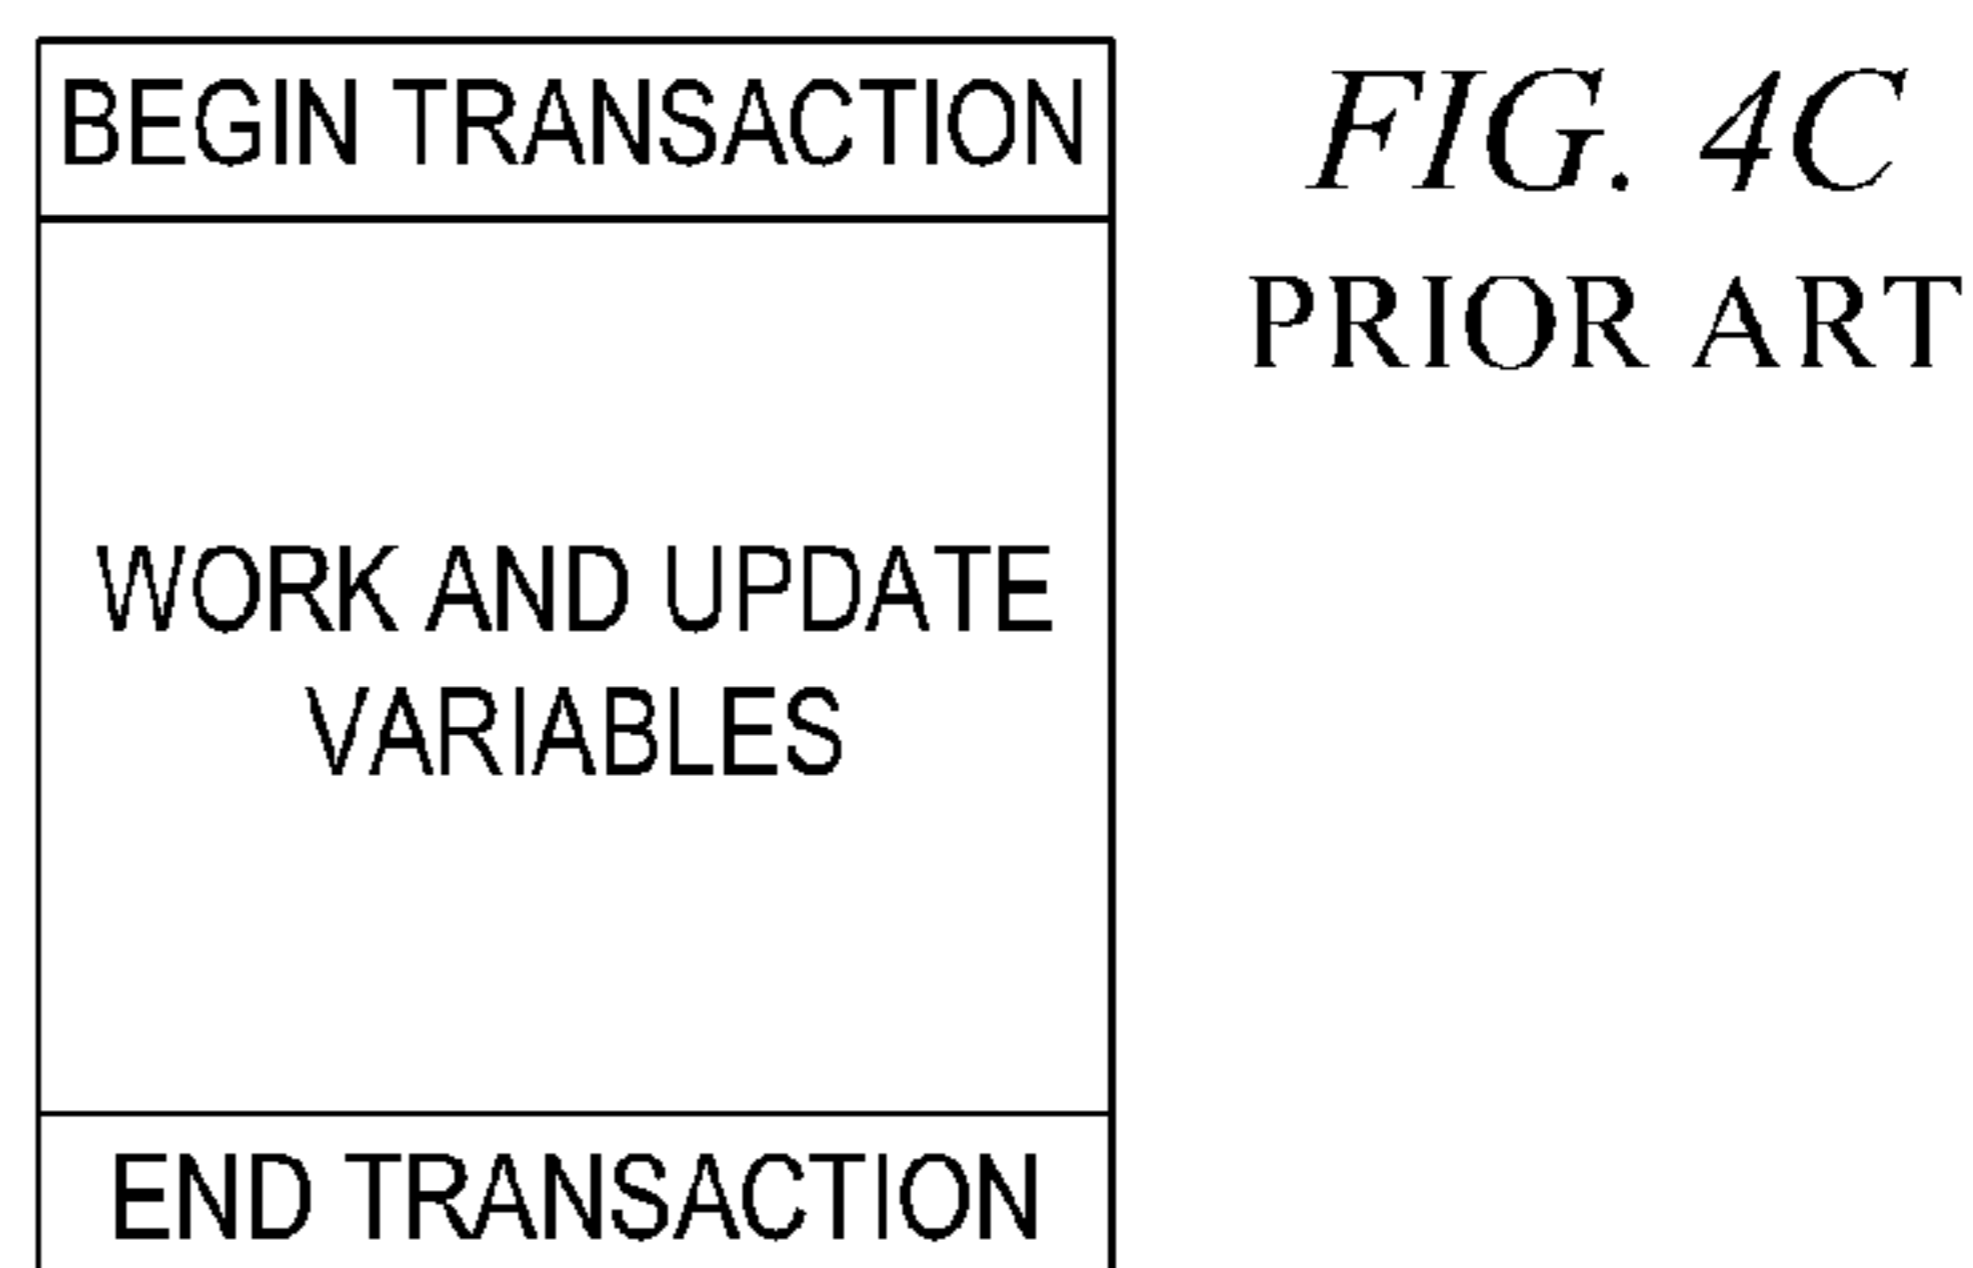 BEGIN TRANSACTION
WORK AND UPDATE
VARIABLES
END TRANSACTION
FIG. 4C
PRIOR ART